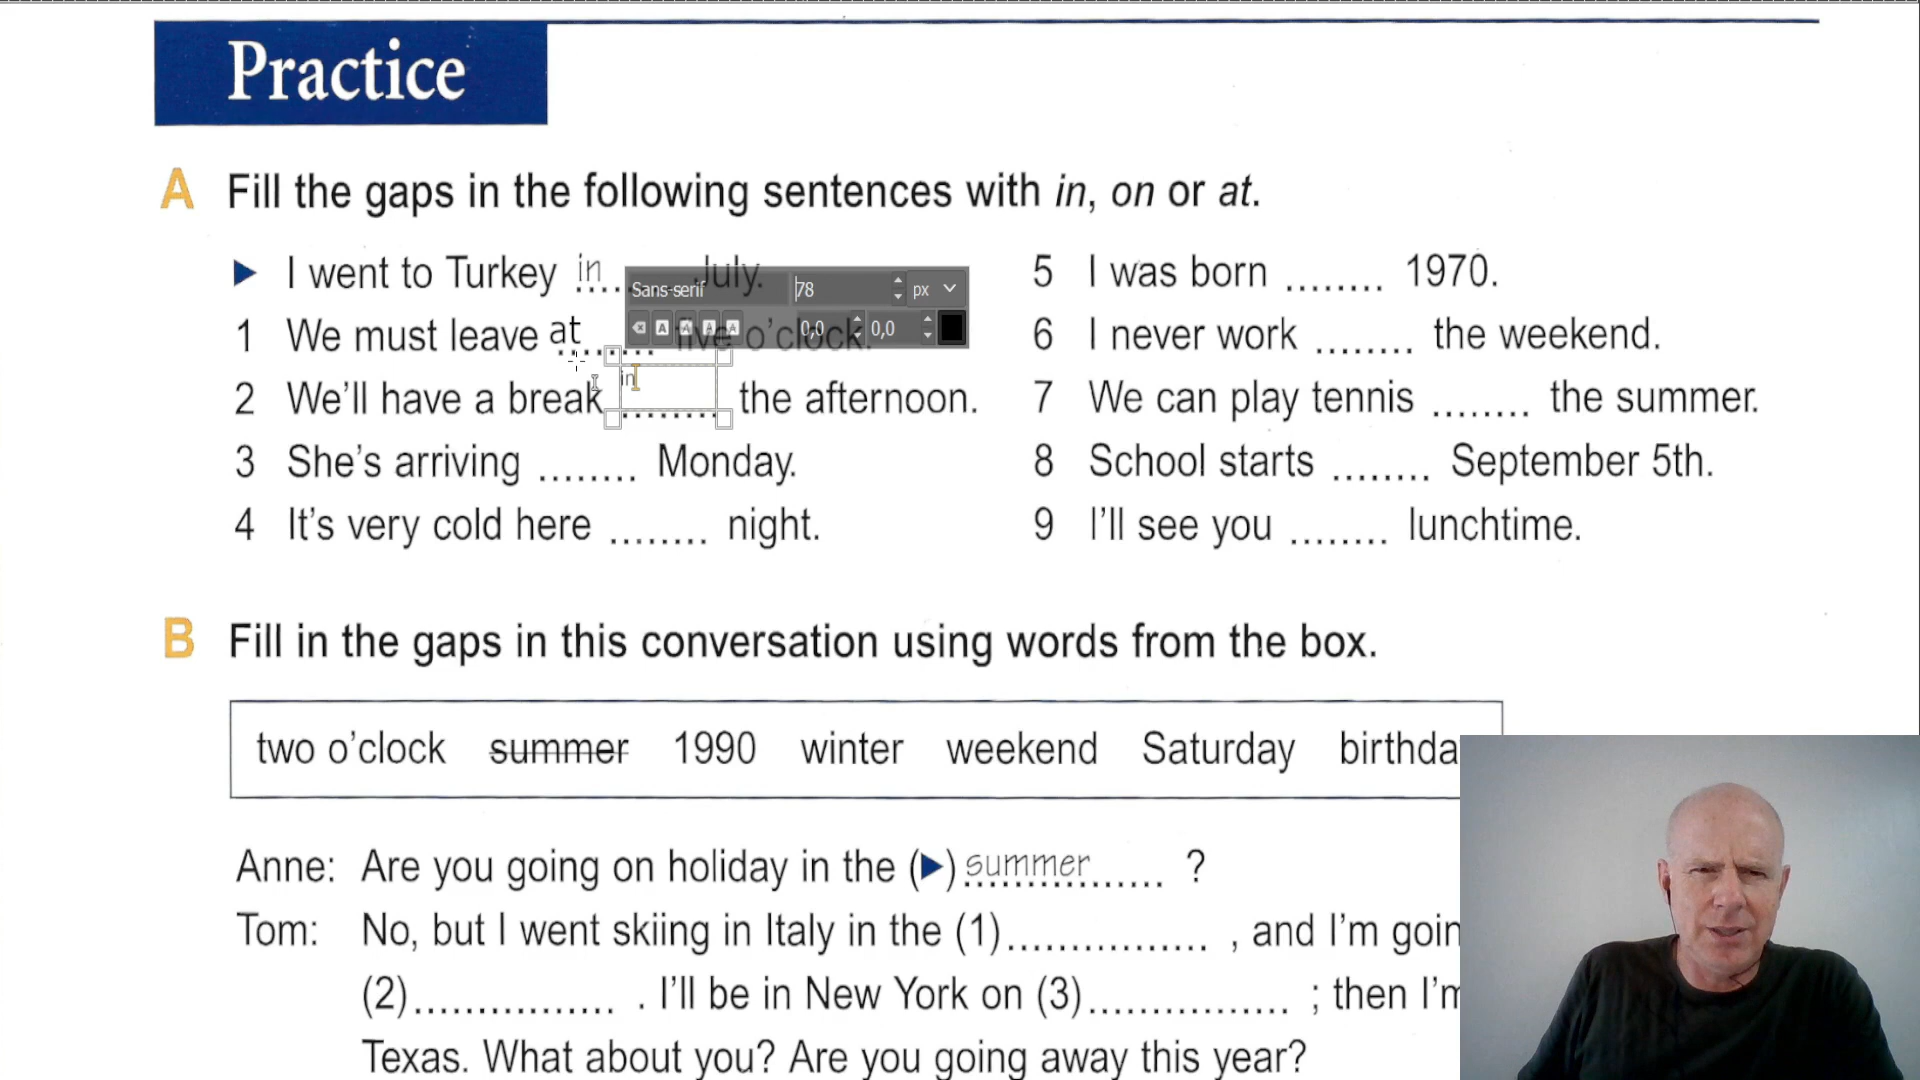 Practice
A Fill the gaps in the following sentences with in, on or at.
▶ I went to Turkey in.... July.
1 We must leave at........ five o'clock.
2 We'll have a break in ........ the afternoon.
3 She's arriving ........ Monday.
4 It's very cold here ........ night.
5 I was born ........ 1970.
6 I never work ........ the weekend.
7 We can play tennis ........ the summer.
8 School starts ........ September 5th.
9 I'll see you ........ lunchtime.
Sans-serif 78 px
0,0 0,0
B Fill in the gaps in this conversation using words from the box.
two o'clock summer 1990 winter weekend Saturday birthda
Anne: Are you going on holiday in the (▶) summer ................ ?
Tom: No, but I went skiing in Italy in the (1)................ , and I'm goin
(2)................ . I'll be in New York on (3)................ ; then I'm
Texas. What about you? Are you going away this year?